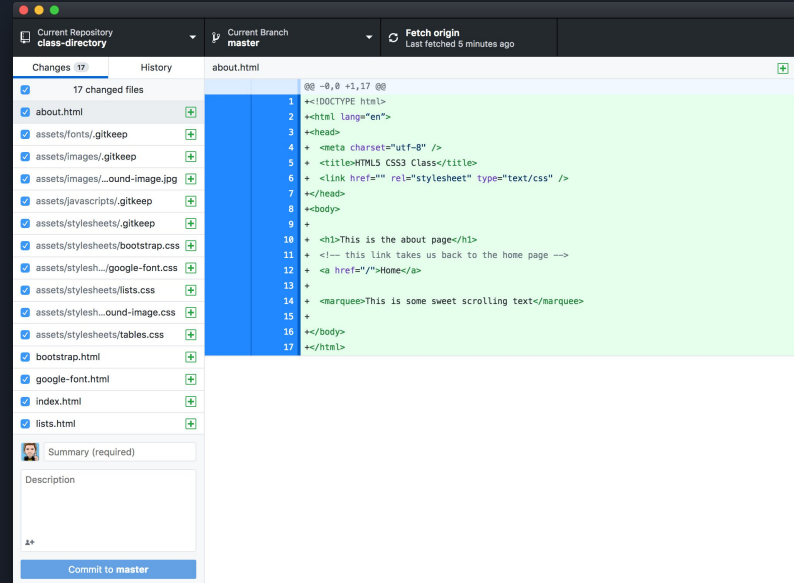 Current Repository
class-directory
Current Branch
master
Fetch origin
Last fetched 5 minutes ago
Changes 17
History
about.html
17 changed files
about.html
assets/fonts/.gitkeep
assets/images/.gitkeep
assets/images/...ound-image.jpg
assets/javascripts/.gitkeep
assets/stylesheets/.gitkeep
assets/stylesheets/bootstrap.css
assets/stylesh.../google-font.css
assets/stylesheets/lists.css
assets/stylesh...ound-image.css
assets/stylesheets/tables.css
bootstrap.html
google-font.html
index.html
lists.html
Summary (required)
Description
Commit to master
@@ -0,0 +1,17 @@
1 +<!DOCTYPE html>
2 +<html lang="en">
3 +<head>
4 +  <meta charset="utf-8" />
5 +  <title>HTML5 CSS3 Class</title>
6 +  <link href="" rel="stylesheet" type="text/css" />
7 +</head>
8 +<body>
9 +
10 +  <h1>This is the about page</h1>
11 +  <!-- this link takes us back to the home page -->
12 +  <a href="/">Home</a>
13 +
14 +  <marquee>This is some sweet scrolling text</marquee>
15 +
16 +</body>
17 +</html>